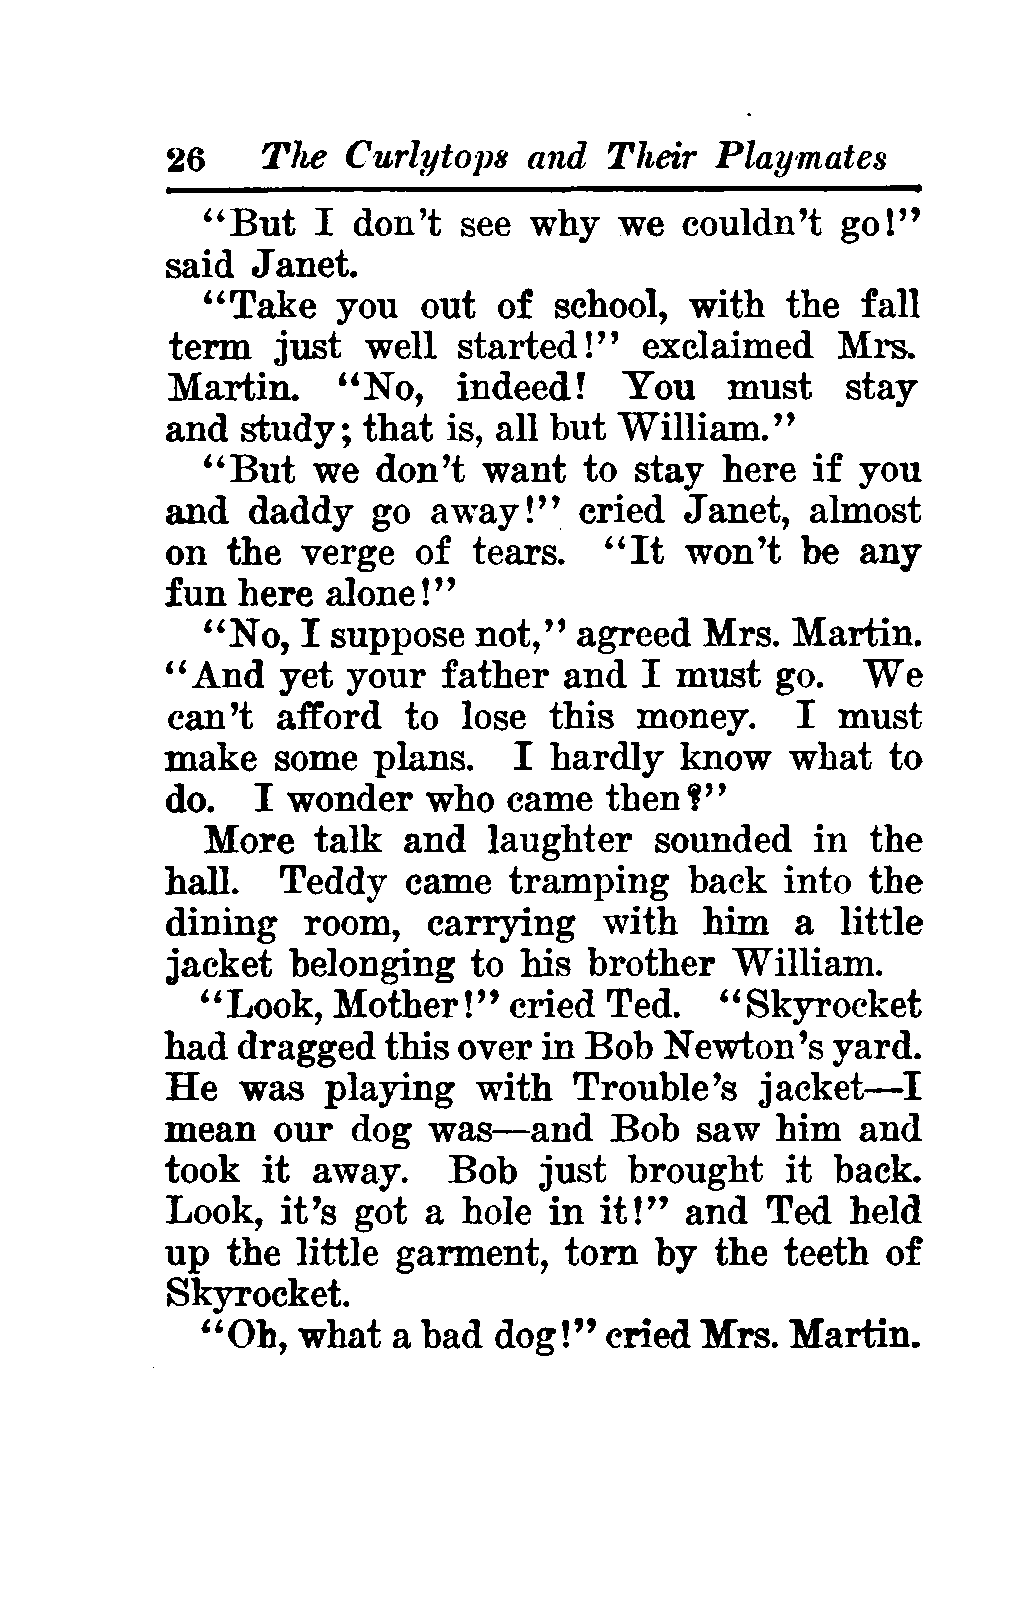 26 The Curlytops and Their Playmates
“But I don’t see why we couldn’t go!”
said Janet.
“Take you out of school, with the fall
term just well started!” exclaimed Mrs.
Martin. “No, indeed! You must stay
and study; that is, all but William.”
“But we don’t want to stay here if you
and daddy go away!” cried Janet, almost
on the verge of tears. “It won’t be any
fun here alone!”
“No, I suppose not,” agreed Mrs. Martin.
“And yet your father and I must go. We
can’t afford to lose this money. I must
make some plans. I hardly know what to
do. I wonder who came then?”
More talk and laughter sounded in the
hall. Teddy came tramping back into the
dining room, carrying with him a little
jacket belonging to his brother William.
“Look, Mother!” cried Ted. “Skyrocket
had dragged this over in Bob Newton’s yard.
He was playing with Trouble’s jacket—I
mean our dog was—and Bob saw him and
took it away. Bob just brought it back.
Look, it’s got a hole in it!” and Ted held
up the little garment, torn by the teeth of
Skyrocket.
“Oh, what a bad dog!” cried Mrs. Martin.